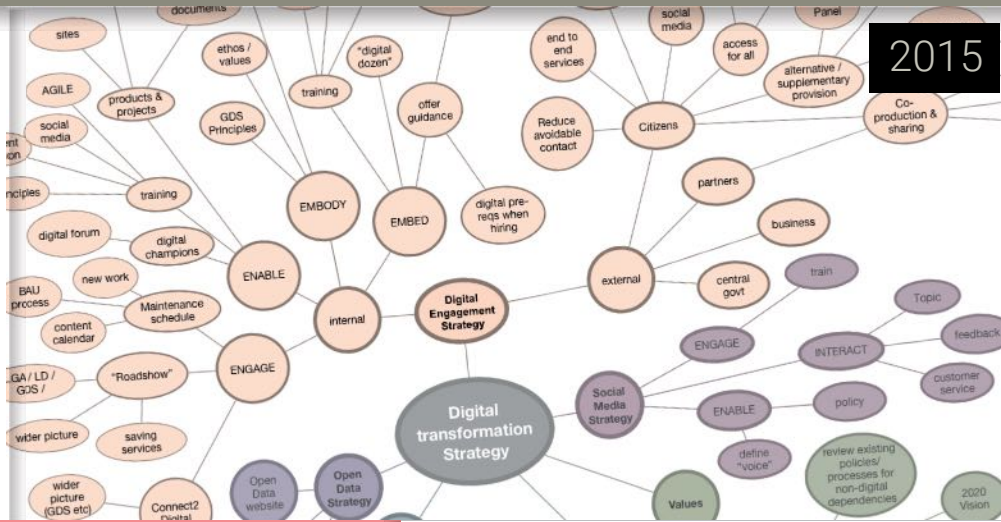 documents
social
media
Panel
2015
sites
ethos /
values
"digital
dozen"
end to
end
services
access
for all
alternative /
supplementary
provision
AGILE
products &
projects
training
offer
guidance
GDS
Principles
Reduce
avoidable
contact
Citizens
Co-
production &
sharing
social
media
training
EMBODY
EMBED
digital pre-
reqs when
hiring
partners
business
digital forum
digital
champions
ENABLE
new work
BAU
process
Maintenance
schedule
content
calendar
internal
Digital
Engagement
Strategy
external
central
govt
train
Topic
ENGAGE
INTERACT
feedback
customer
service
ENGAGE
"Roadshow"
GA / LD /
GDS /
wider picture
saving
services
Digital
transformation
Strategy
Social
Media
Strategy
ENABLE
policy
define
"voice"
review existing
policies/
processes for
non-digital
dependencies
2020
Vision
Values
Open
Data
website
Open
Data
Strategy
wider
picture
(GDS etc)
Connect2
Digital